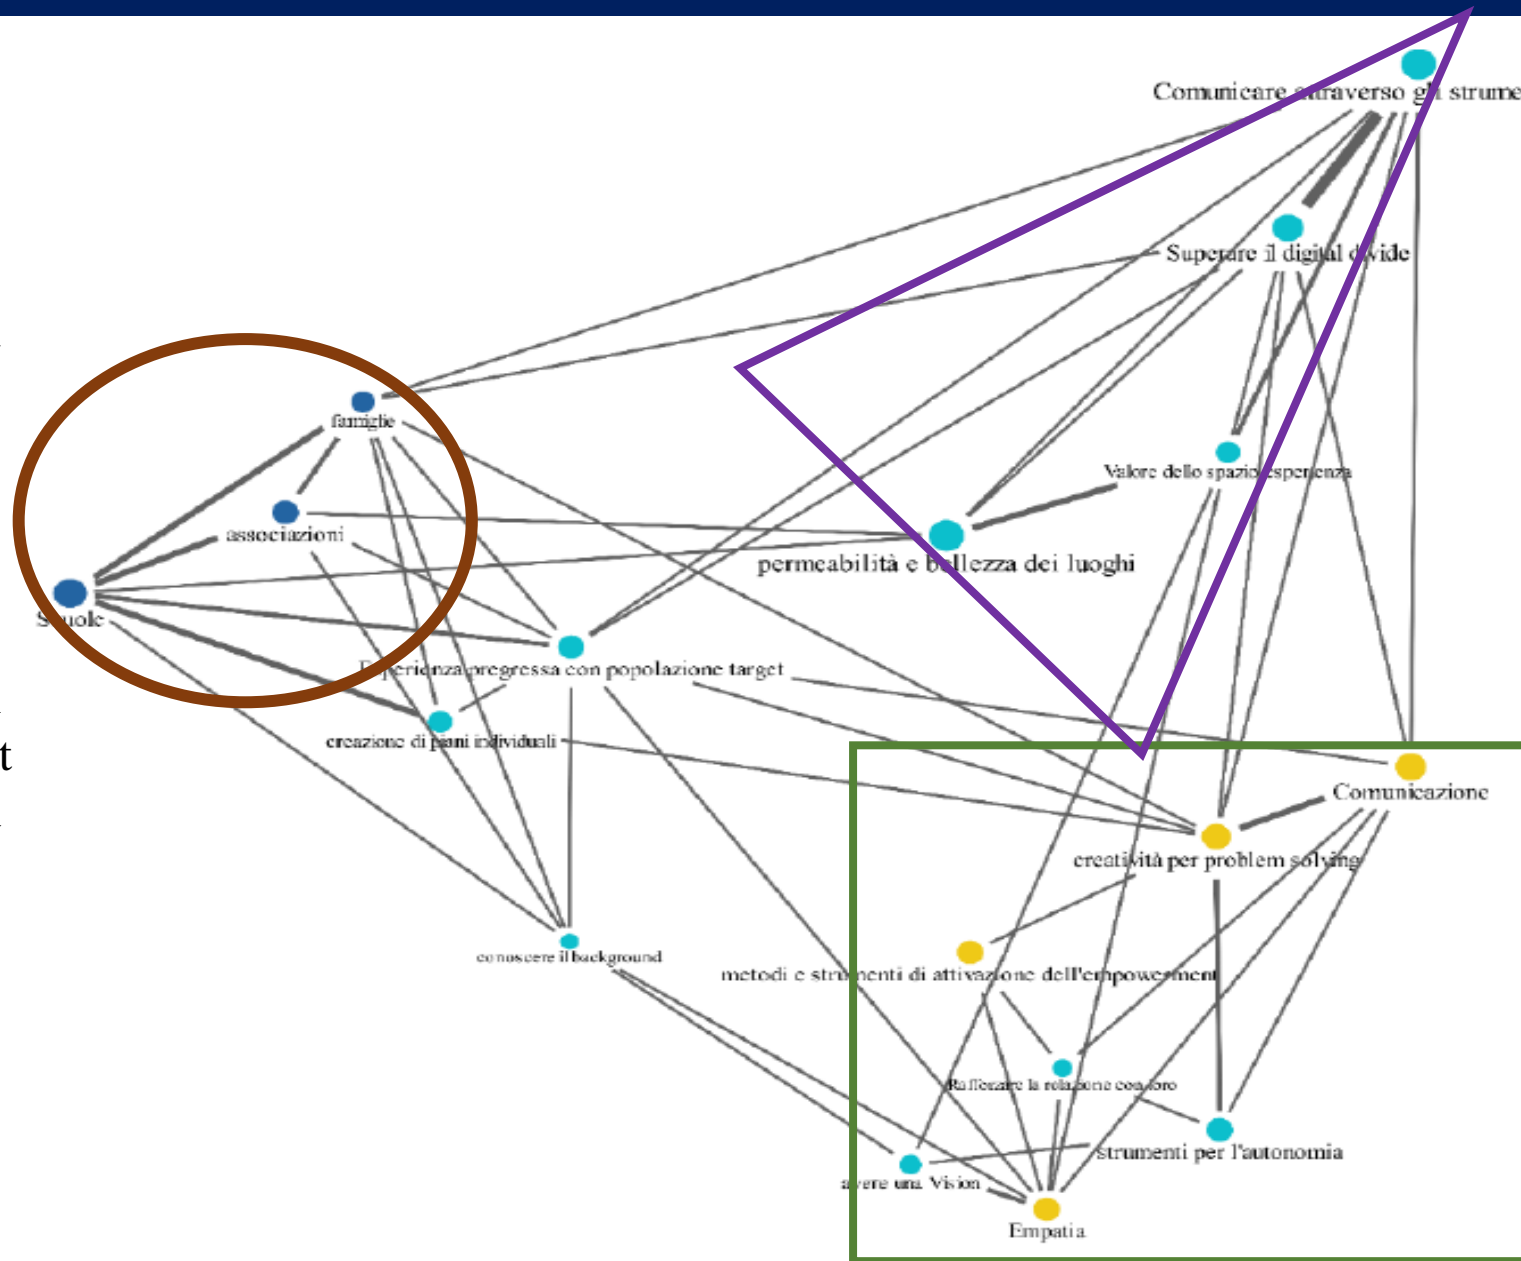 Comunicare attraverso gli strume
Superare il digital divide
famiglie
Valore dello spazio esperienza
associazioni
permeabilità e bellezza dei luoghi
Scuole
Esperienza pregressa con popolazione target
creazione di piani individuali
t
Comunicazione
creatività per problem solving
conoscere il background
metodi e strumenti di attivazione dell'empowerment
Rafforzare la relazione con loro
strumenti per l'autonomia
avere una Vision
Empatia